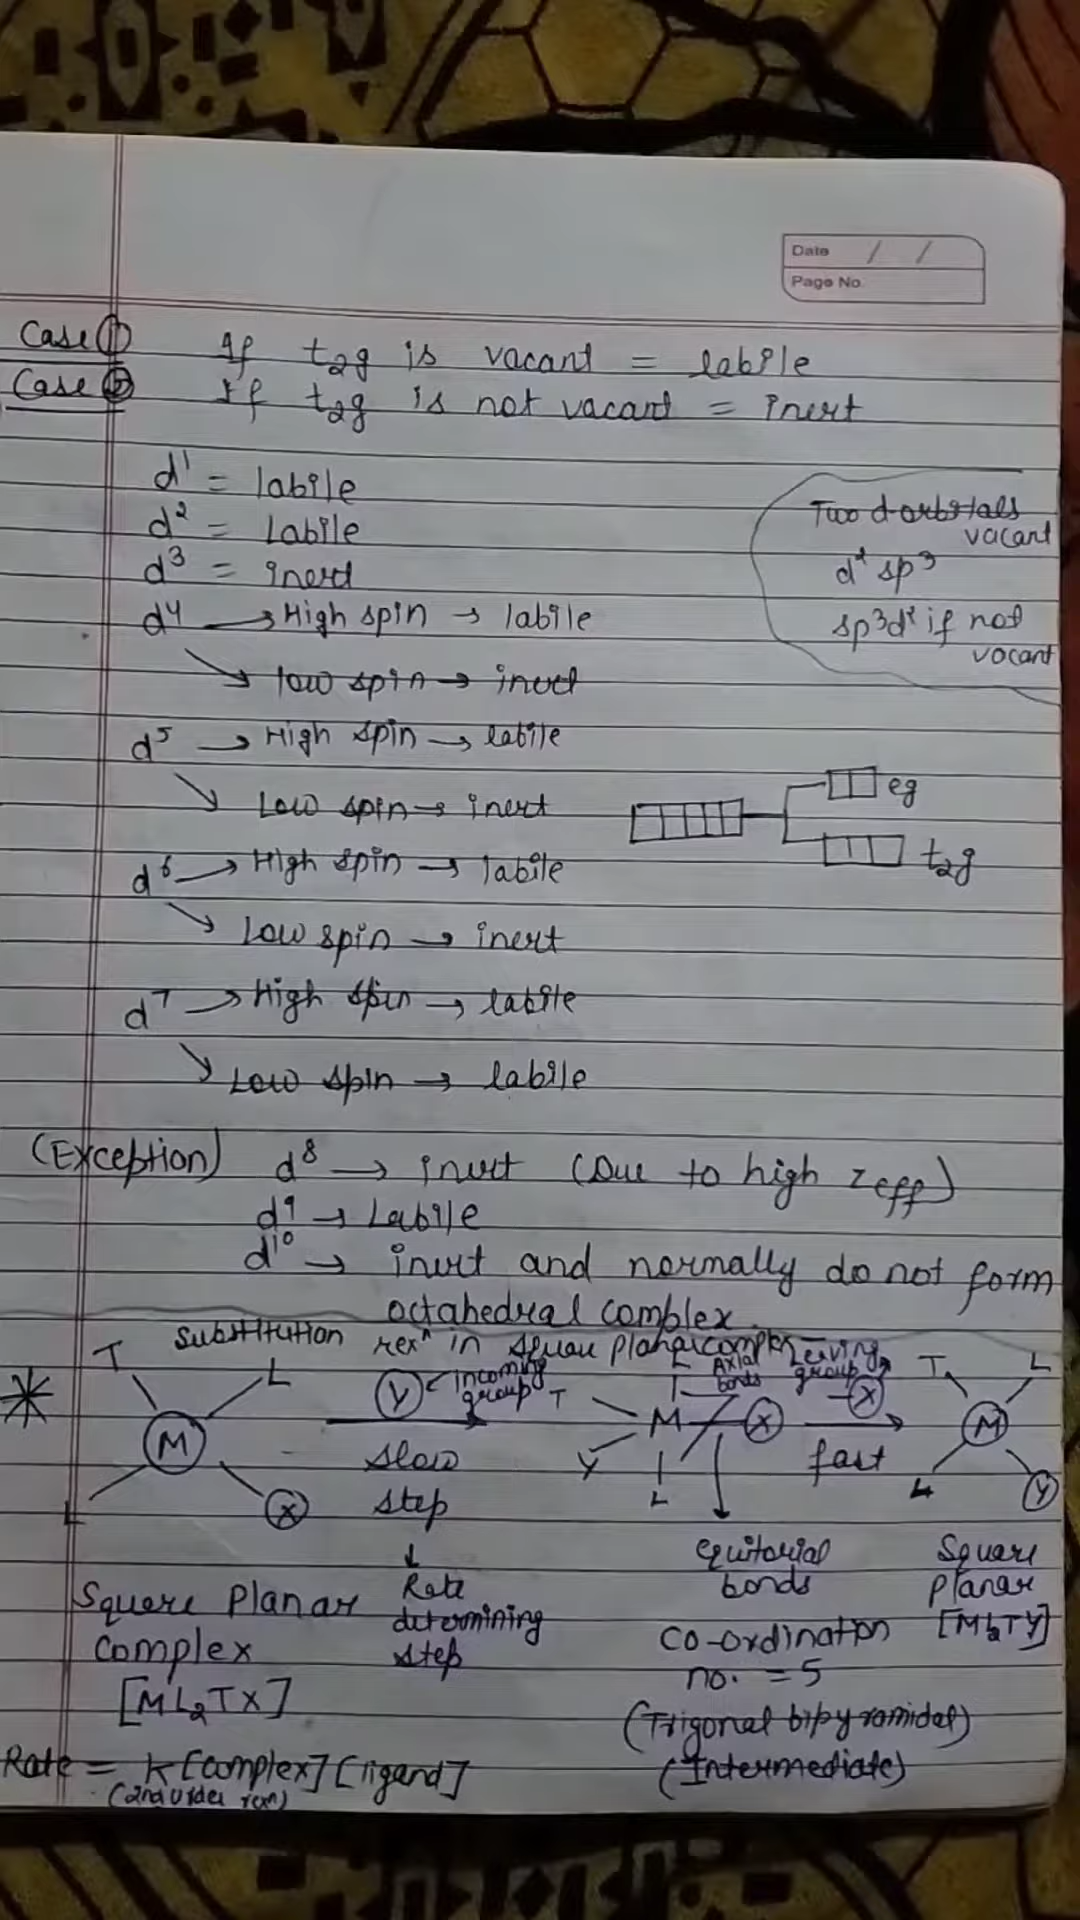 Date / /
Page No.
Case ① If t2g is vacant = labile
Case ② If t2g is not vacant = inert
d¹ = labile
d² = Labile
d³ = inert
d⁴ → High spin → labile
→ low spin → inert
d⁵ → High spin → labile
→ Low spin → inert
d⁶ → High spin → labile
→ Low spin → inert
d⁷ → High spin → labile
→ Low spin → labile
Two d orbitals
vacant
d² sp³
sp³d² if not
vacant
eg
t2g
(Exception) d⁸ → inert (Due to high Zeff)
d⁹ → Labile
d¹⁰ → inert and normally do not form
octahedral complex.
Substitution rexⁿ in square planar complex
T L
M
L X
Y ← incoming
group
slow
step
↓
Rate
determining
step
L
Axial
bonds
T M X
Y
L
Leaving
group
-X
fast
T L
M
L Y
Square Planar
Complex
[ML2TX]
equitorial
bonds
Co-ordination
no. = 5
(Trigonal bipyramidal)
(Intermediate)
Square
planar
[ML2TY]
Rate = K [complex] [ligand]
(2nd order rexn)